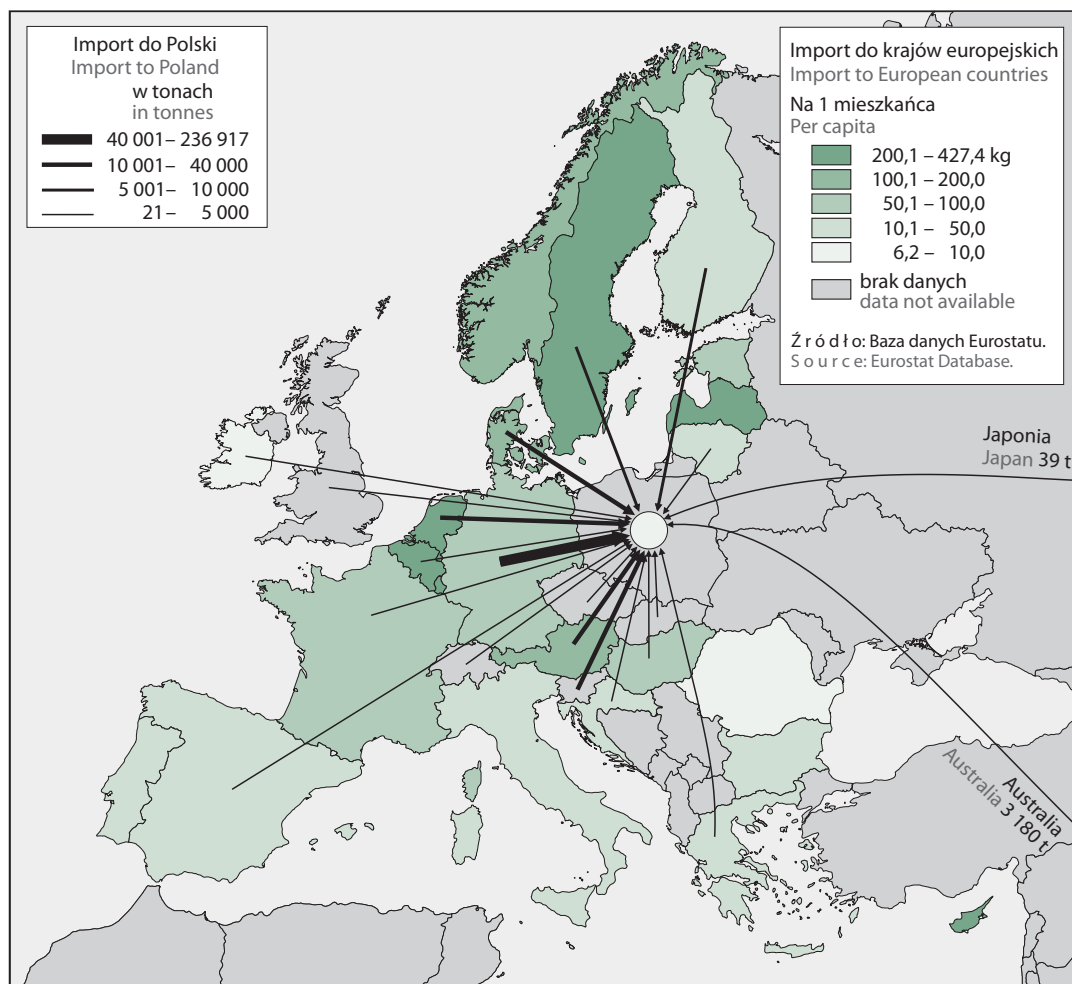 Import do Polski
Import to Poland
w tonach
in tonnes
40 001– 236 917
10 001– 40 000
5 001– 10 000
21– 5 000
Import do krajów europejskich
Import to European countries
Na 1 mieszkańca
Per capita
200,1 – 427,4 kg
100,1 – 200,0
50,1 – 100,0
10,1 – 50,0
6,2 – 10,0
brak danych
data not available
Ź r ó d ł o: Baza danych Eurostatu.
S o u r c e: Eurostat Database.
Japonia
Japan 39 t
Australia
Australia 3 180 t